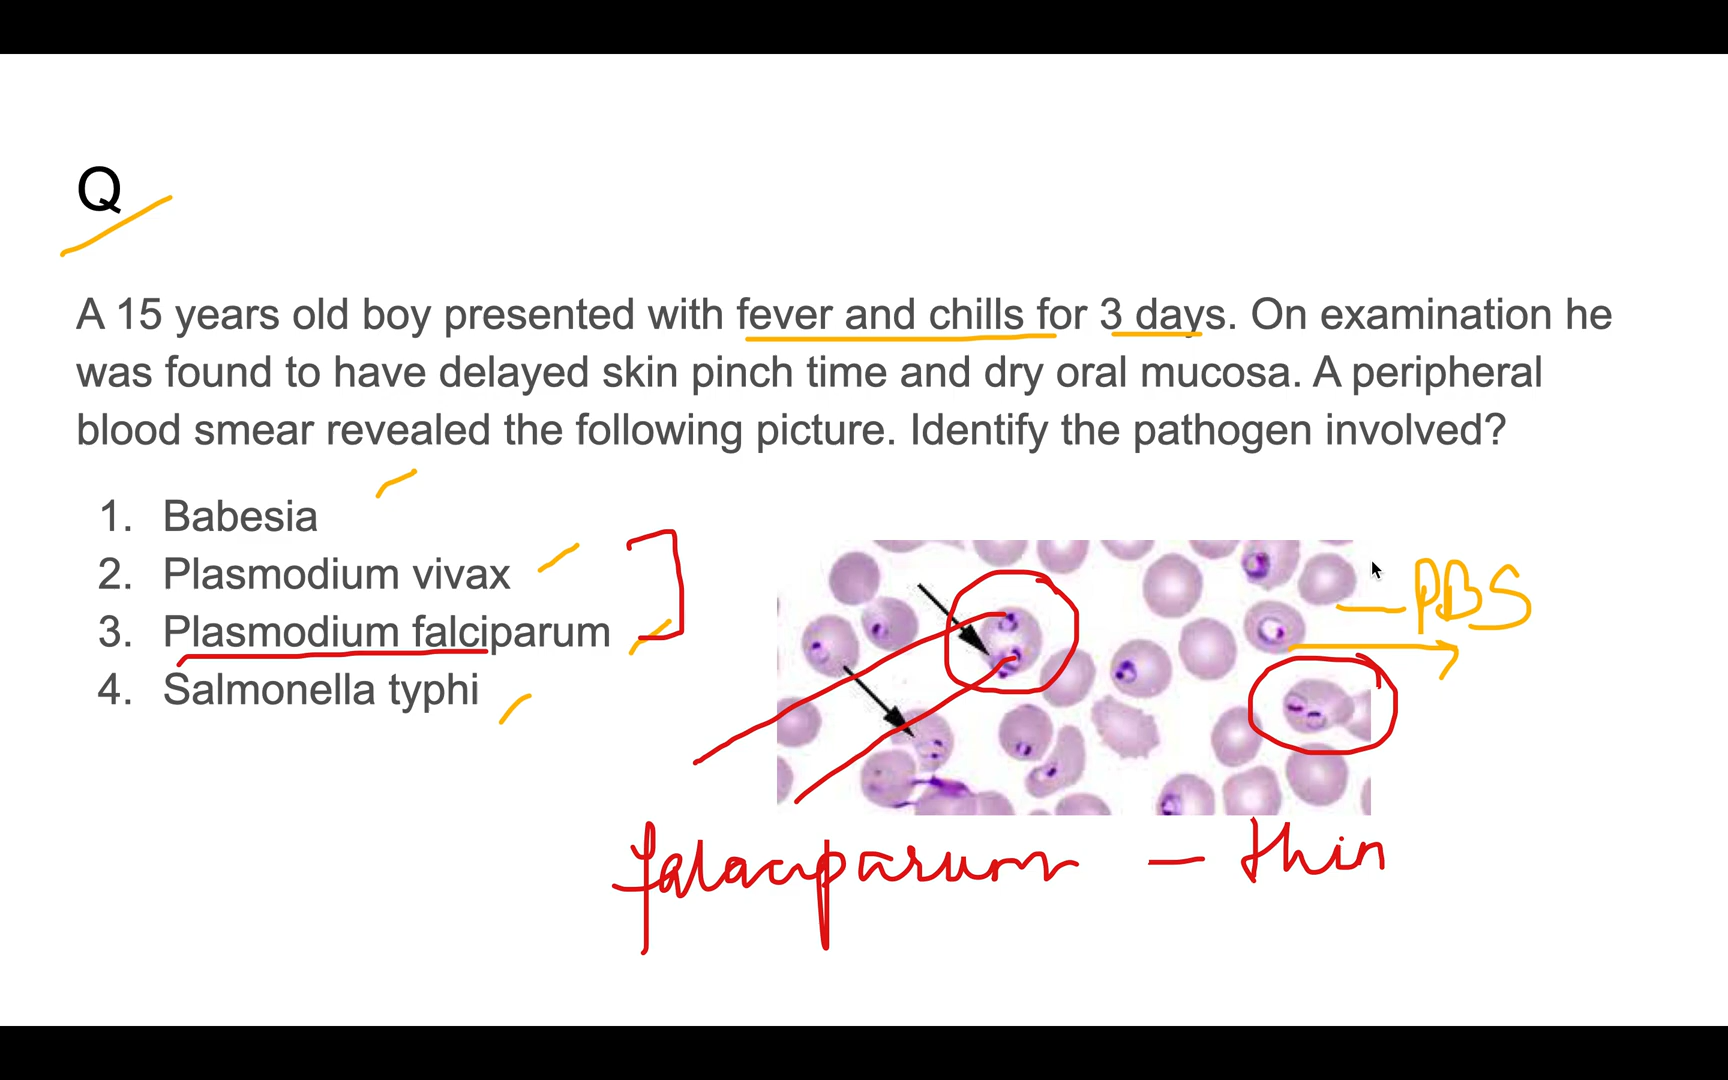 Q
A 15 years old boy presented with fever and chills for 3 days. On examination he
was found to have delayed skin pinch time and dry oral mucosa. A peripheral
blood smear revealed the following picture. Identify the pathogen involved?
1. Babesia
2. Plasmodium vivax
3. Plasmodium falciparum
4. Salmonella typhi
PBS
falaciparum - thin